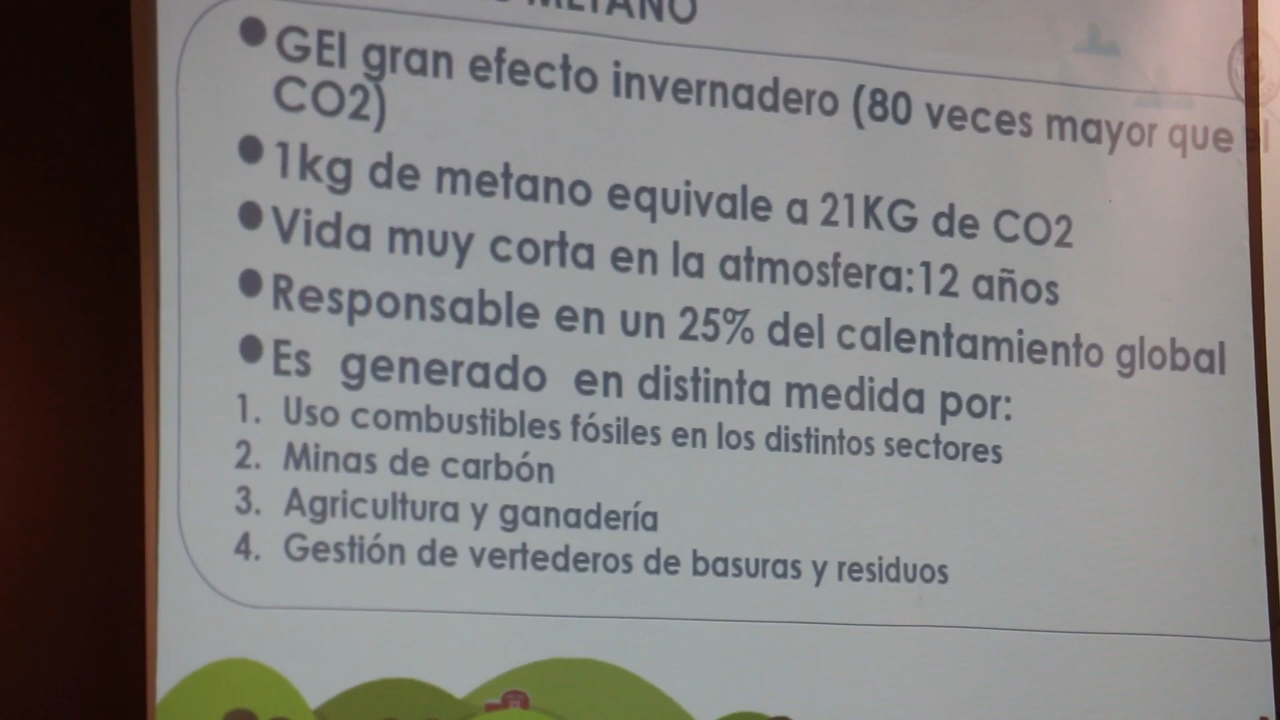 METANO
GEI gran efecto invernadero (80 veces mayor que el
CO2)
1kg de metano equivale a 21KG de CO2
Vida muy corta en la atmosfera:12 años
Responsable en un 25% del calentamiento global
Es generado en distinta medida por:
1. Uso combustibles fósiles en los distintos sectores
2. Minas de carbón
3. Agricultura y ganadería
4. Gestión de vertederos de basuras y residuos